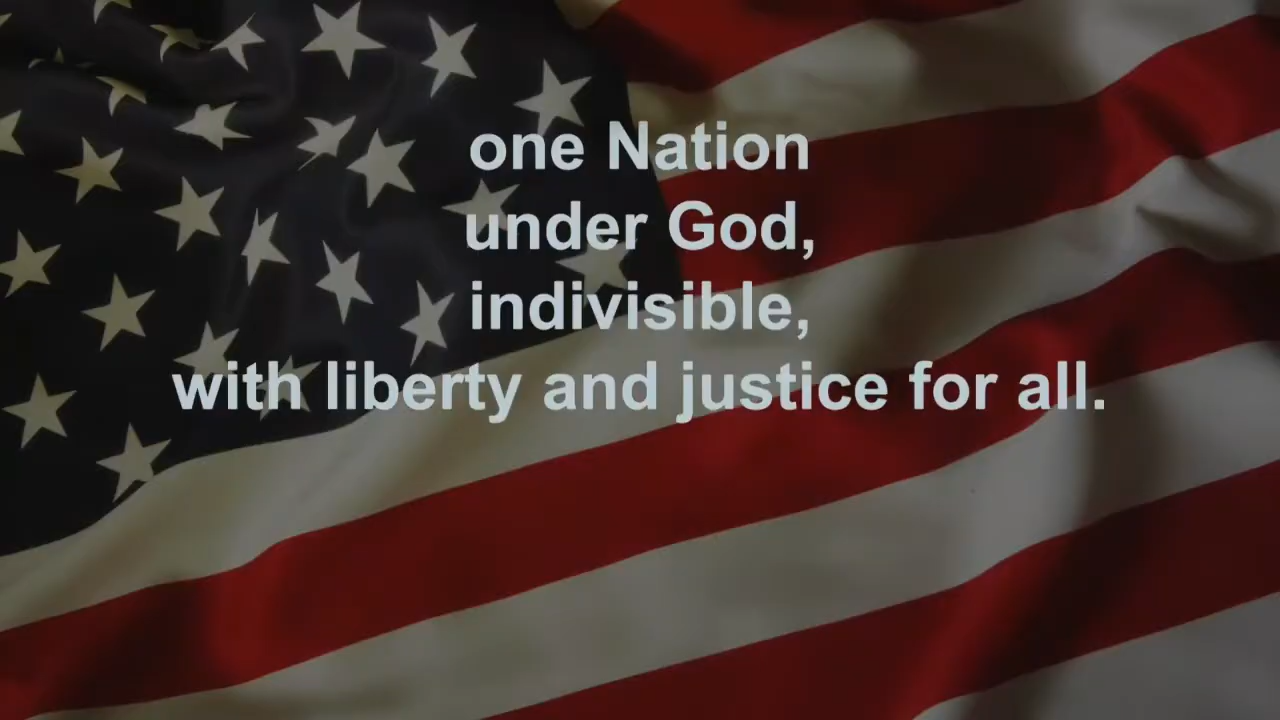 one Nation
under God,
indivisible,
with liberty and justice for all.